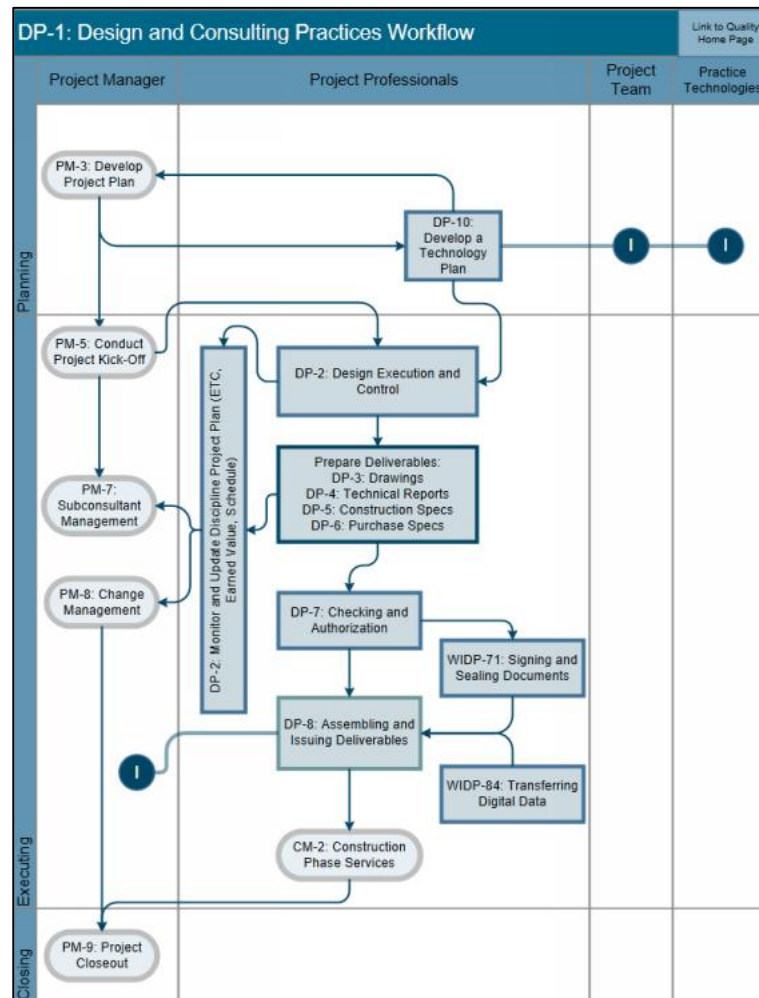 DP-1: Design and Consulting Practices Workflow
Link to Quality
Home Page
Project Manager
Project Professionals
Project
Team
Practice
Technologies
Planning
PM-3: Develop
Project Plan
DP-10:
Develop a
Technology
Plan
I
I
Executing
PM-5: Conduct
Project Kick-Off
DP-2: Monitor and Update Discipline Project Plan (ETC,
Earned Value, Schedule)
DP-2: Design Execution and
Control
Prepare Deliverables:
DP-3: Drawings
DP-4: Technical Reports
DP-5: Construction Specs
DP-6: Purchase Specs
PM-7:
Subconsultant
Management
PM-8: Change
Management
DP-7: Checking and
Authorization
WIDP-71: Signing and
Sealing Documents
DP-8: Assembling and
Issuing Deliverables
I
WIDP-84: Transferring
Digital Data
CM-2: Construction
Phase Services
Closing
PM-9: Project
Closeout